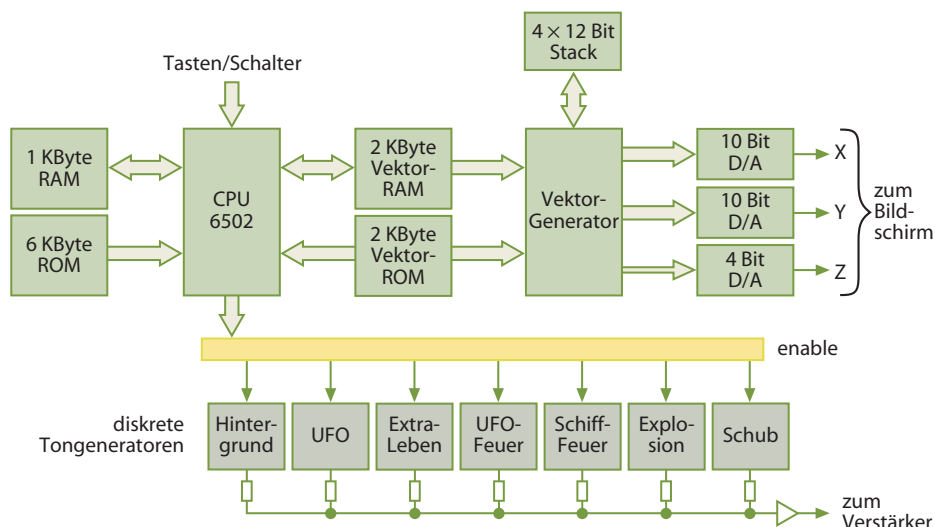 4 × 12 Bit
Stack
Tasten/Schalter
1 KByte
RAM
6 KByte
ROM
CPU
6502
2 KByte
Vektor-
RAM
2 KByte
Vektor-
ROM
Vektor-
Generator
10 Bit
D/A
X
10 Bit
D/A
Y
4 Bit
D/A
Z
zum
Bild-
schirm
enable
diskrete
Tongeneratoren
Hinter-
grund
UFO
Extra-
Leben
UFO-
Feuer
Schiff-
Feuer
Explo-
sion
Schub
zum
Verstärker